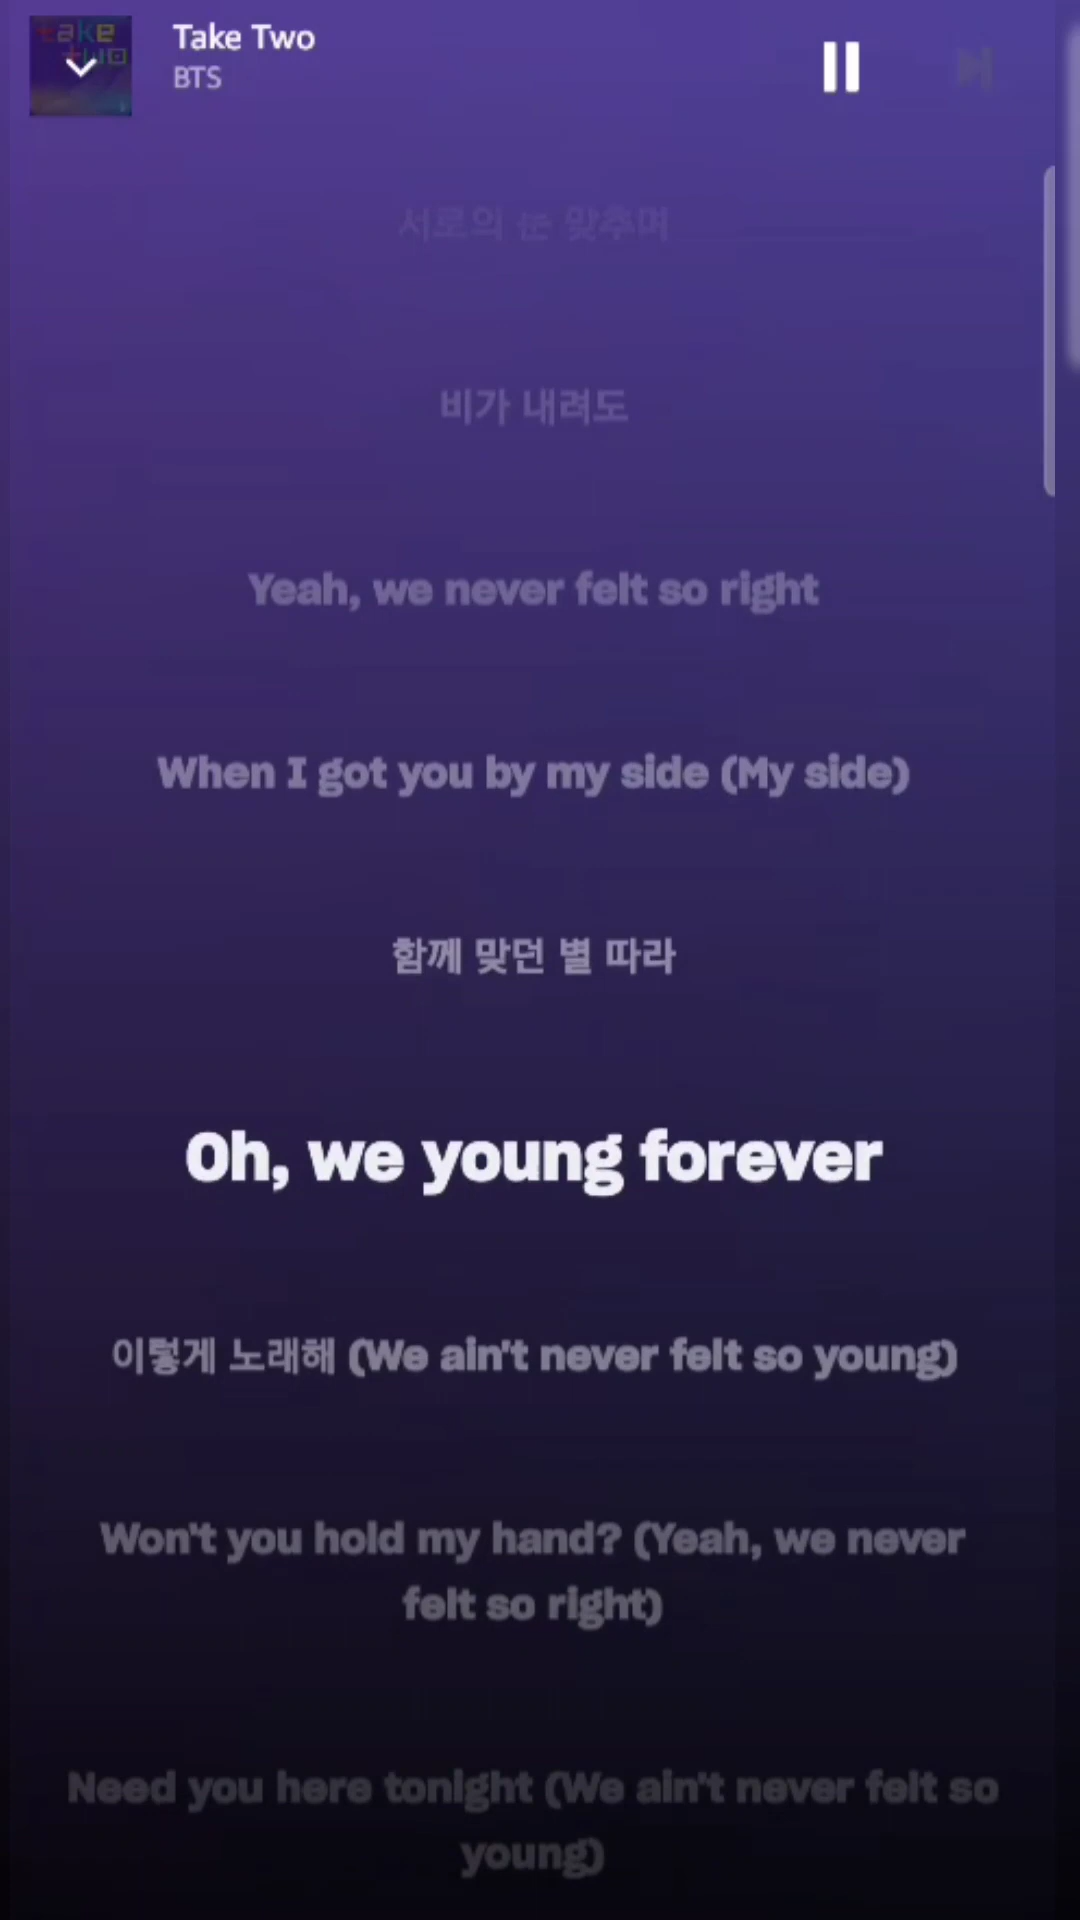 take
two
Take Two
BTS
서로의 눈 맞추며
비가 내려도
Yeah, we never felt so right
When I got you by my side (My side)
함께 맞던 별 따라
Oh, we young forever
이렇게 노래해 (We ain't never felt so young)
Won't you hold my hand? (Yeah, we never
felt so right)
Need you here tonight (We ain't never felt so
young)